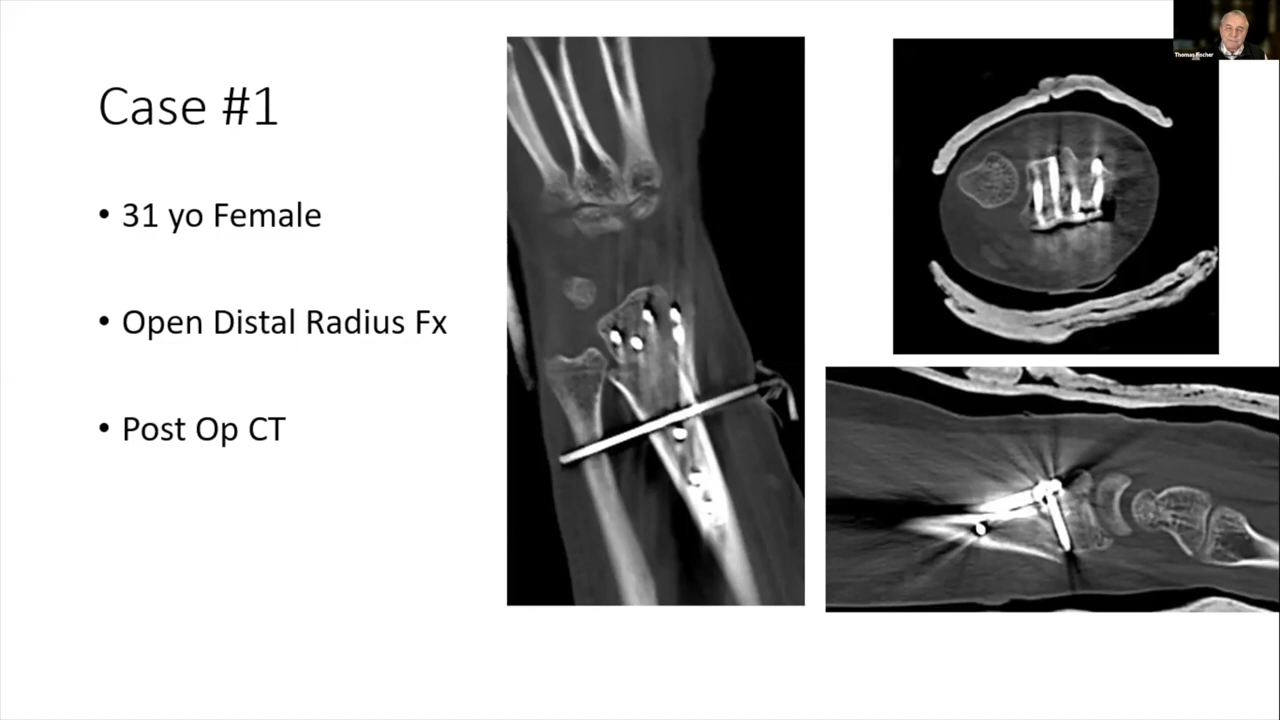 Case #1
• 31 yo Female
• Open Distal Radius Fx
• Post Op CT
Thomas Fischer